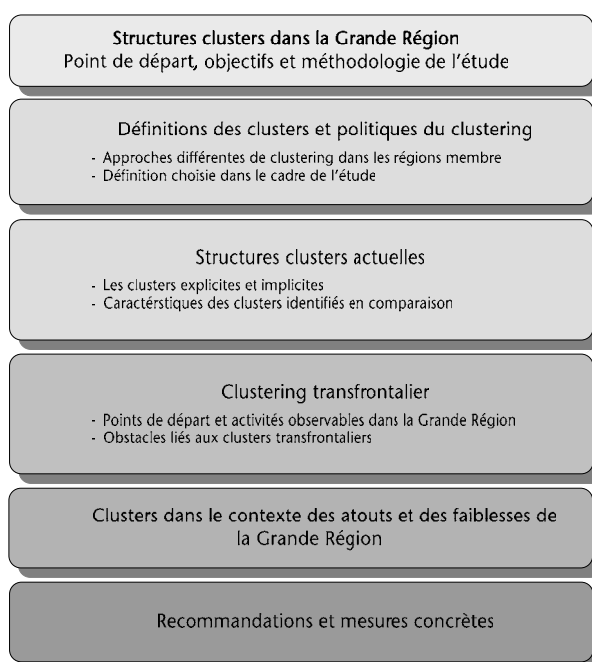 Structures clusters dans la Grande Région
Point de départ, objectifs et méthodologie de l'étude
Définitions des clusters et politiques du clustering
- Approches différentes de clustering dans les régions membre
- Définition choisie dans le cadre de l'étude
Structures clusters actuelles
- Les clusters explicites et implicites
- Caractérstiques des clusters identifiés en comparaison
Clustering transfrontalier
- Points de départ et activités observables dans la Grande Région
- Obstacles liés aux clusters transfrontaliers
Clusters dans le contexte des atouts et des faiblesses de
la Grande Région
Recommandations et mesures concrètes